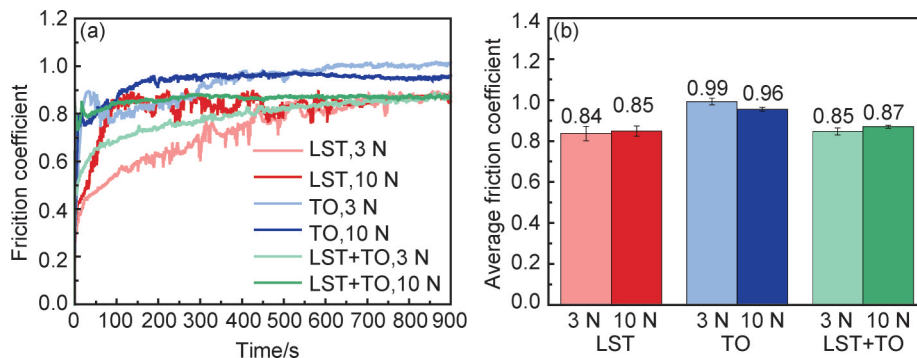 (a)
Fricition coefficient
1.2
1.0
0.8
0.6
0.4
0.2
0.0
LST,3 N
LST,10 N
TO,3 N
TO,10 N
LST+TO,3 N
LST+TO,10 N
0 100 200 300 400 500 600 700 800 900
Time/s
(b)
Average friction coefficient
1.4
1.2
1.0
0.8
0.6
0.4
0.2
0.0
0.84 0.85 0.99 0.96 0.85 0.87
3 N 10 N 3 N 10 N 3 N 10 N
LST TO LST+TO